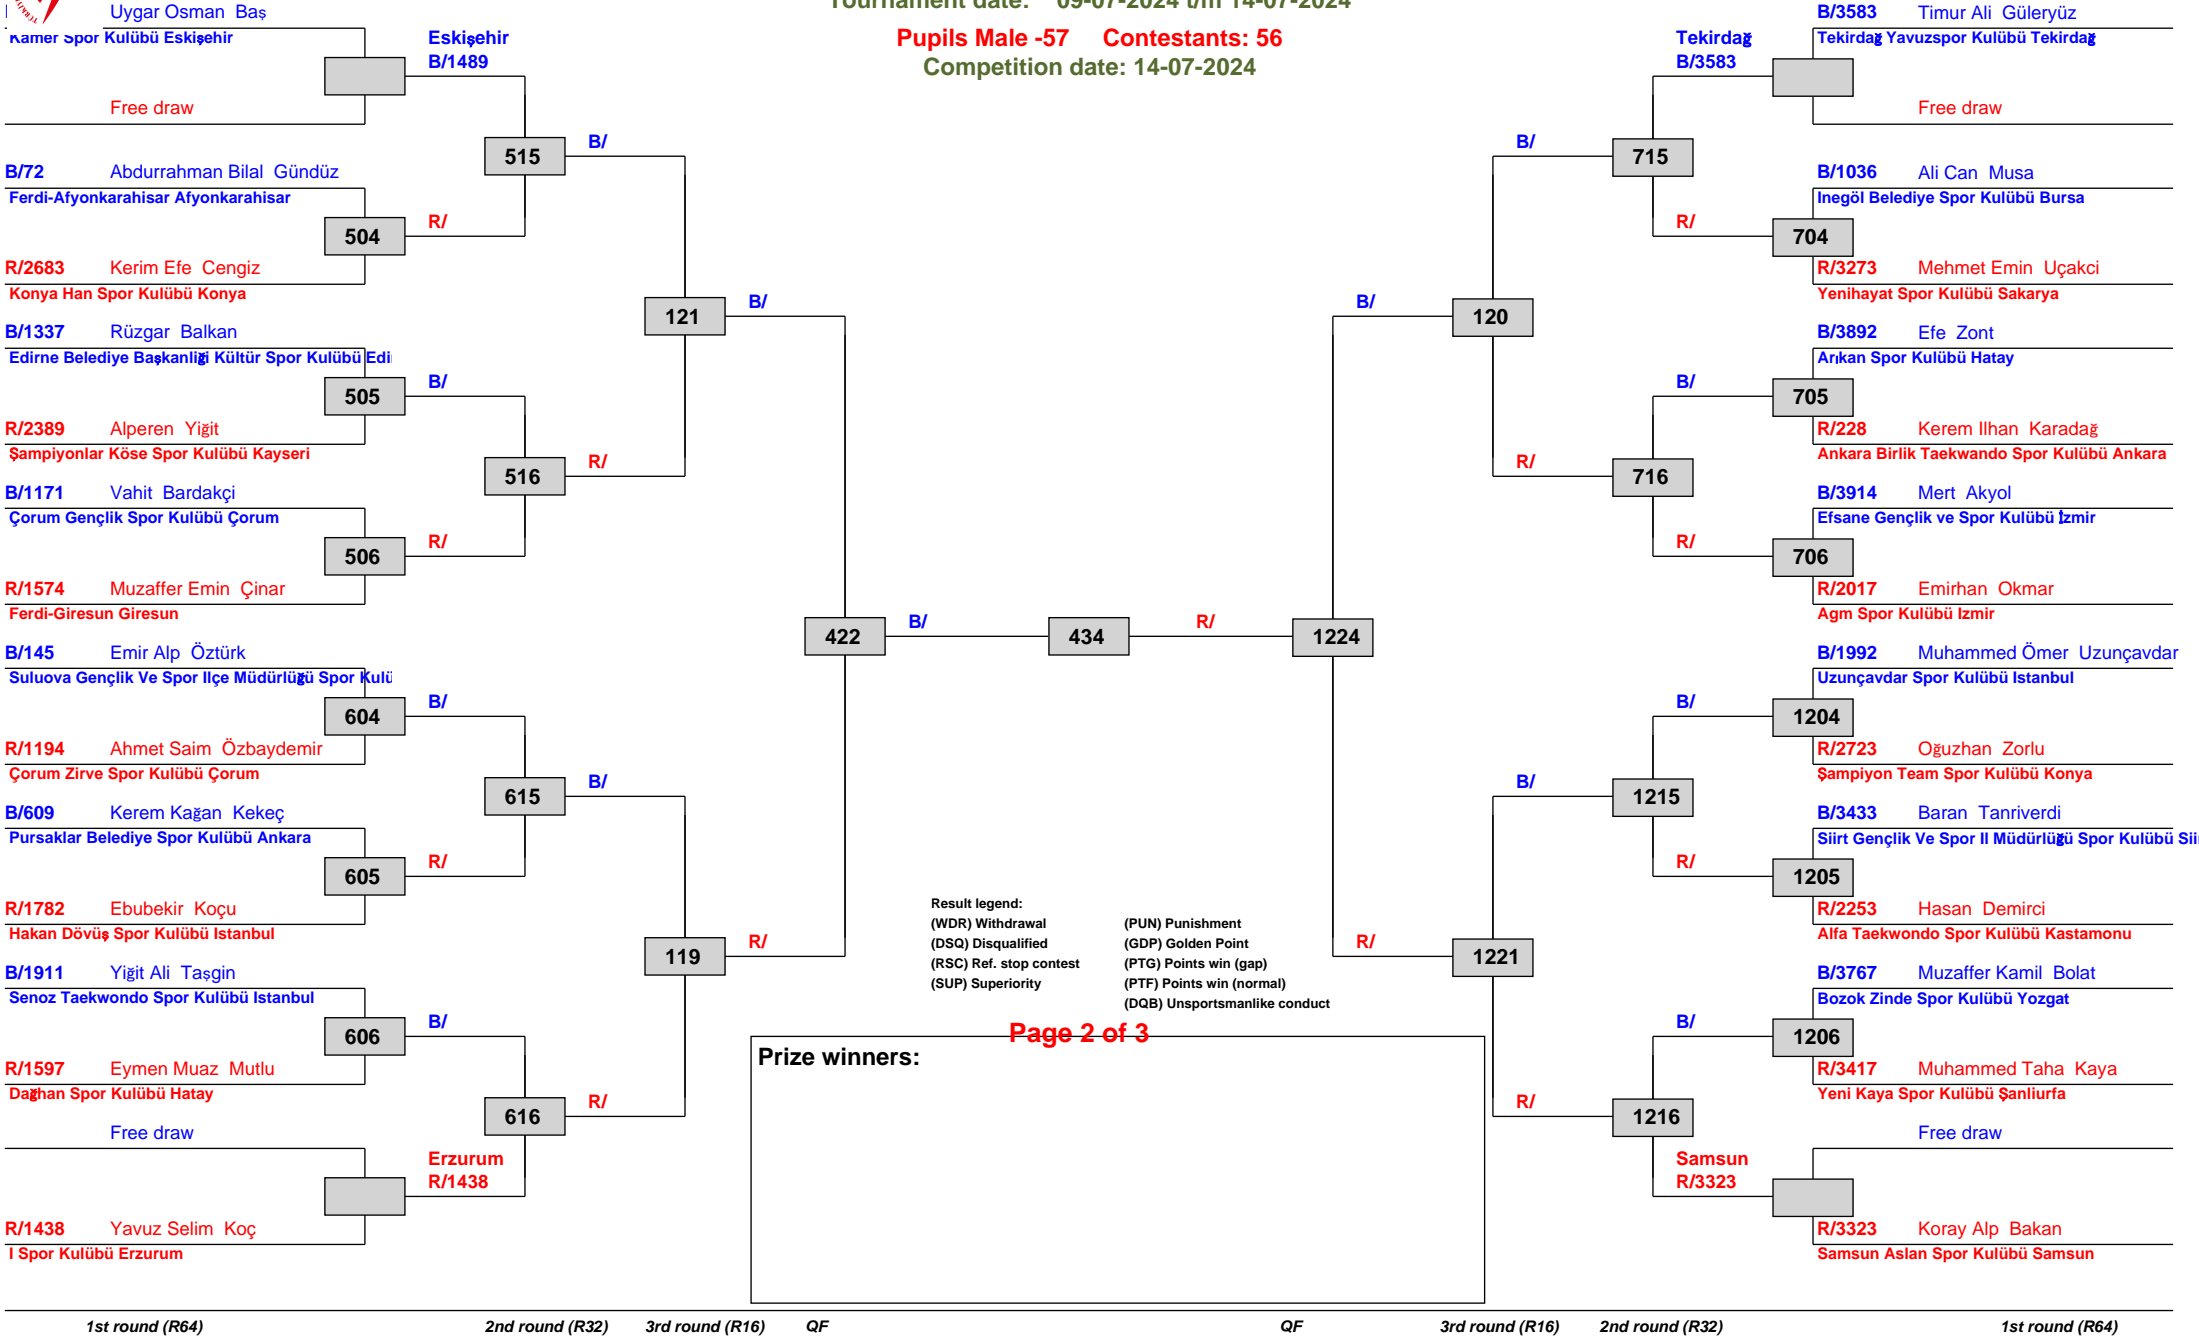 Tournament date: 09-07-2024 t/m 14-07-2024
Pupils Male -57 Contestants: 56
Competition date: 14-07-2024
Uygar Osman Baş
Kamer Spor Kulübü Eskişehir
Free draw
Eskişehir
B/1489
B/72 Abdurrahman Bilal Gündüz
Ferdi-Afyonkarahisar Afyonkarahisar
504
R/
R/2683 Kerim Efe Cengiz
Konya Han Spor Kulübü Konya
515
B/
B/1337 Rüzgar Balkan
Edirne Belediye Başkanliği Kültür Spor Kulübü Edi
505
B/
R/2389 Alperen Yiğit
Şampiyonlar Köse Spor Kulübü Kayseri
516
R/
B/1171 Vahit Bardakçi
Çorum Gençlik Spor Kulübü Çorum
506
R/
R/1574 Muzaffer Emin Çinar
Ferdi-Giresun Giresun
121
B/
B/145 Emir Alp Öztürk
Suluova Gençlik Ve Spor Ilçe Müdürlüğü Spor Kulü
604
B/
R/1194 Ahmet Saim Özbaydemir
Çorum Zirve Spor Kulübü Çorum
615
B/
B/609 Kerem Kağan Kekeç
Pursaklar Belediye Spor Kulübü Ankara
605
R/
R/1782 Ebubekir Koçu
Hakan Dövüş Spor Kulübü Istanbul
119
R/
B/1911 Yiğit Ali Taşgin
Senoz Taekwondo Spor Kulübü Istanbul
606
B/
R/1597 Eymen Muaz Mutlu
Dağhan Spor Kulübü Hatay
616
R/
Free draw
Erzurum
R/1438
R/1438 Yavuz Selim Koç
I Spor Kulübü Erzurum
422
B/
434
R/
1224
B/3583 Timur Ali Güleryüz
Tekirdağ Yavuzspor Kulübü Tekirdağ
Tekirdağ
B/3583
Free draw
715
B/
B/1036 Ali Can Musa
Inegöl Belediye Spor Kulübü Bursa
R/
704
R/3273 Mehmet Emin Uçakci
Yenihayat Spor Kulübü Sakarya
B/
120
B/3892 Efe Zont
Arıkan Spor Kulübü Hatay
B/
705
R/228 Kerem Ilhan Karadağ
Ankara Birlik Taekwando Spor Kulübü Ankara
R/
716
B/3914 Mert Akyol
Efsane Gençlik ve Spor Kulübü İzmir
R/
706
R/2017 Emirhan Okmar
Agm Spor Kulübü Izmir
B/1992 Muhammed Ömer Uzunçavdar
Uzunçavdar Spor Kulübü Istanbul
B/
1204
R/2723 Oğuzhan Zorlu
Şampiyon Team Spor Kulübü Konya
B/
1215
B/3433 Baran Tanriverdi
Siirt Gençlik Ve Spor Il Müdürlüğü Spor Kulübü Sii
R/
1205
R/2253 Hasan Demirci
Alfa Taekwondo Spor Kulübü Kastamonu
R/
1221
B/3767 Muzaffer Kamil Bolat
Bozok Zinde Spor Kulübü Yozgat
B/
1206
R/3417 Muhammed Taha Kaya
Yeni Kaya Spor Kulübü Şanliurfa
R/
1216
Free draw
Samsun
R/3323
R/3323 Koray Alp Bakan
Samsun Aslan Spor Kulübü Samsun
Result legend:
(WDR) Withdrawal (PUN) Punishment
(DSQ) Disqualified (GDP) Golden Point
(RSC) Ref. stop contest (PTG) Points win (gap)
(SUP) Superiority (PTF) Points win (normal)
(DQB) Unsportsmanlike conduct
Page 2 of 3
Prize winners:
1st round (R64) 2nd round (R32) 3rd round (R16) QF QF 3rd round (R16) 2nd round (R32) 1st round (R64)